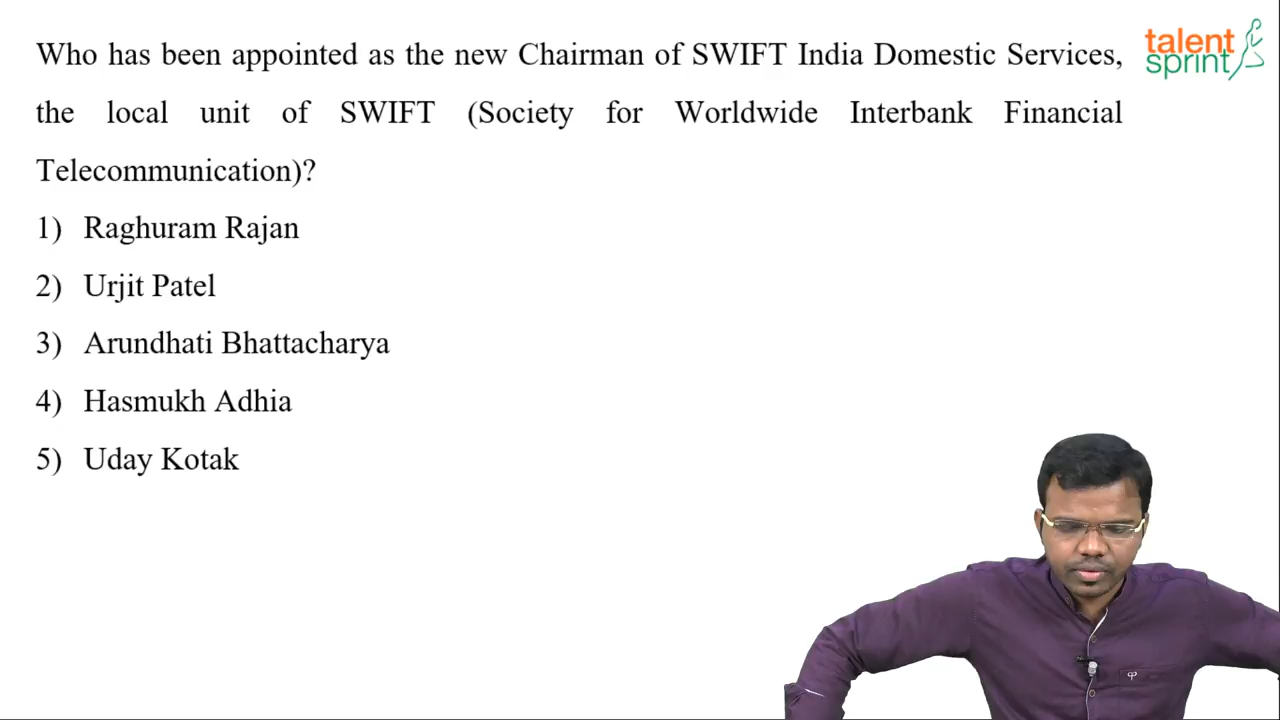 Who has been appointed as the new Chairman of SWIFT India Domestic Services,
the local unit of SWIFT (Society for Worldwide Interbank Financial
Telecommunication)?
1) Raghuram Rajan
2) Urjit Patel
3) Arundhati Bhattacharya
4) Hasmukh Adhia
5) Uday Kotak
talent
sprint